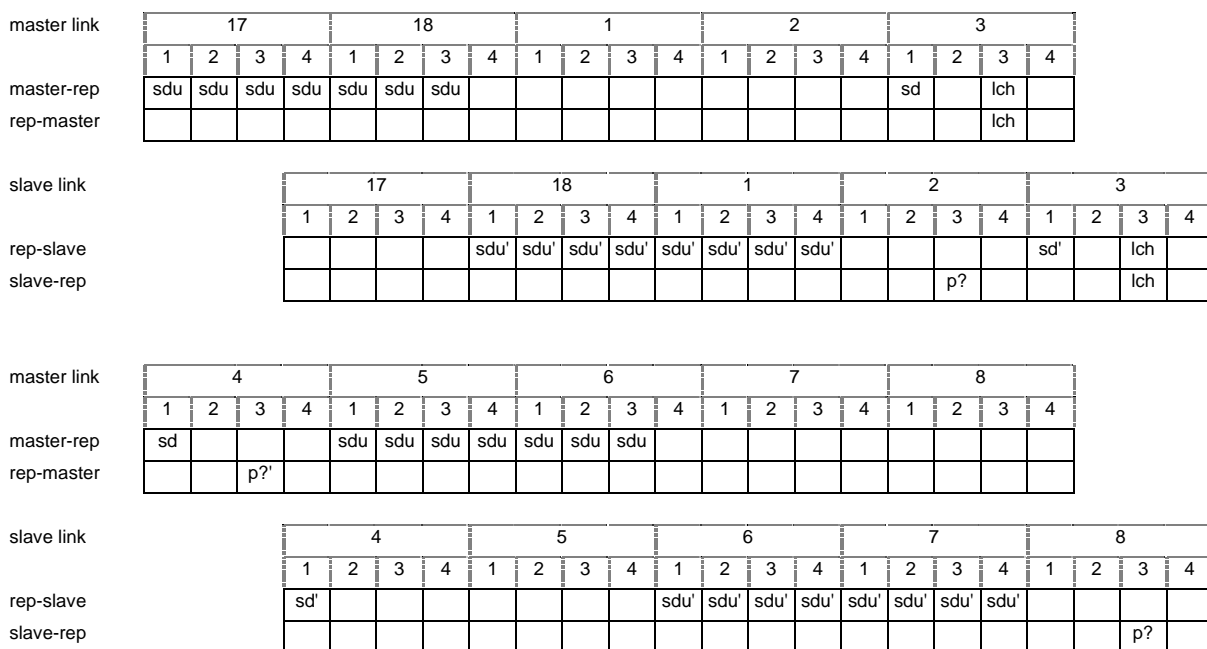 master link 17 18 1 2 3
1 2 3 4 1 2 3 4 1 2 3 4 1 2 3 4 1 2 3 4
master-rep sdu sdu sdu sdu sdu sdu sdu sd lch
rep-master lch
slave link 17 18 1 2 3
1 2 3 4 1 2 3 4 1 2 3 4 1 2 3 4 1 2 3 4
rep-slave sdu' sdu' sdu' sdu' sdu' sdu' sdu' sdu' sd' lch
slave-rep p? lch
master link 4 5 6 7 8
1 2 3 4 1 2 3 4 1 2 3 4 1 2 3 4 1 2 3 4
master-rep sd sdu sdu sdu sdu sdu sdu sdu
rep-master p?'
slave link 4 5 6 7 8
1 2 3 4 1 2 3 4 1 2 3 4 1 2 3 4 1 2 3 4
rep-slave sd' sdu' sdu' sdu' sdu' sdu' sdu' sdu' sdu'
slave-rep p?